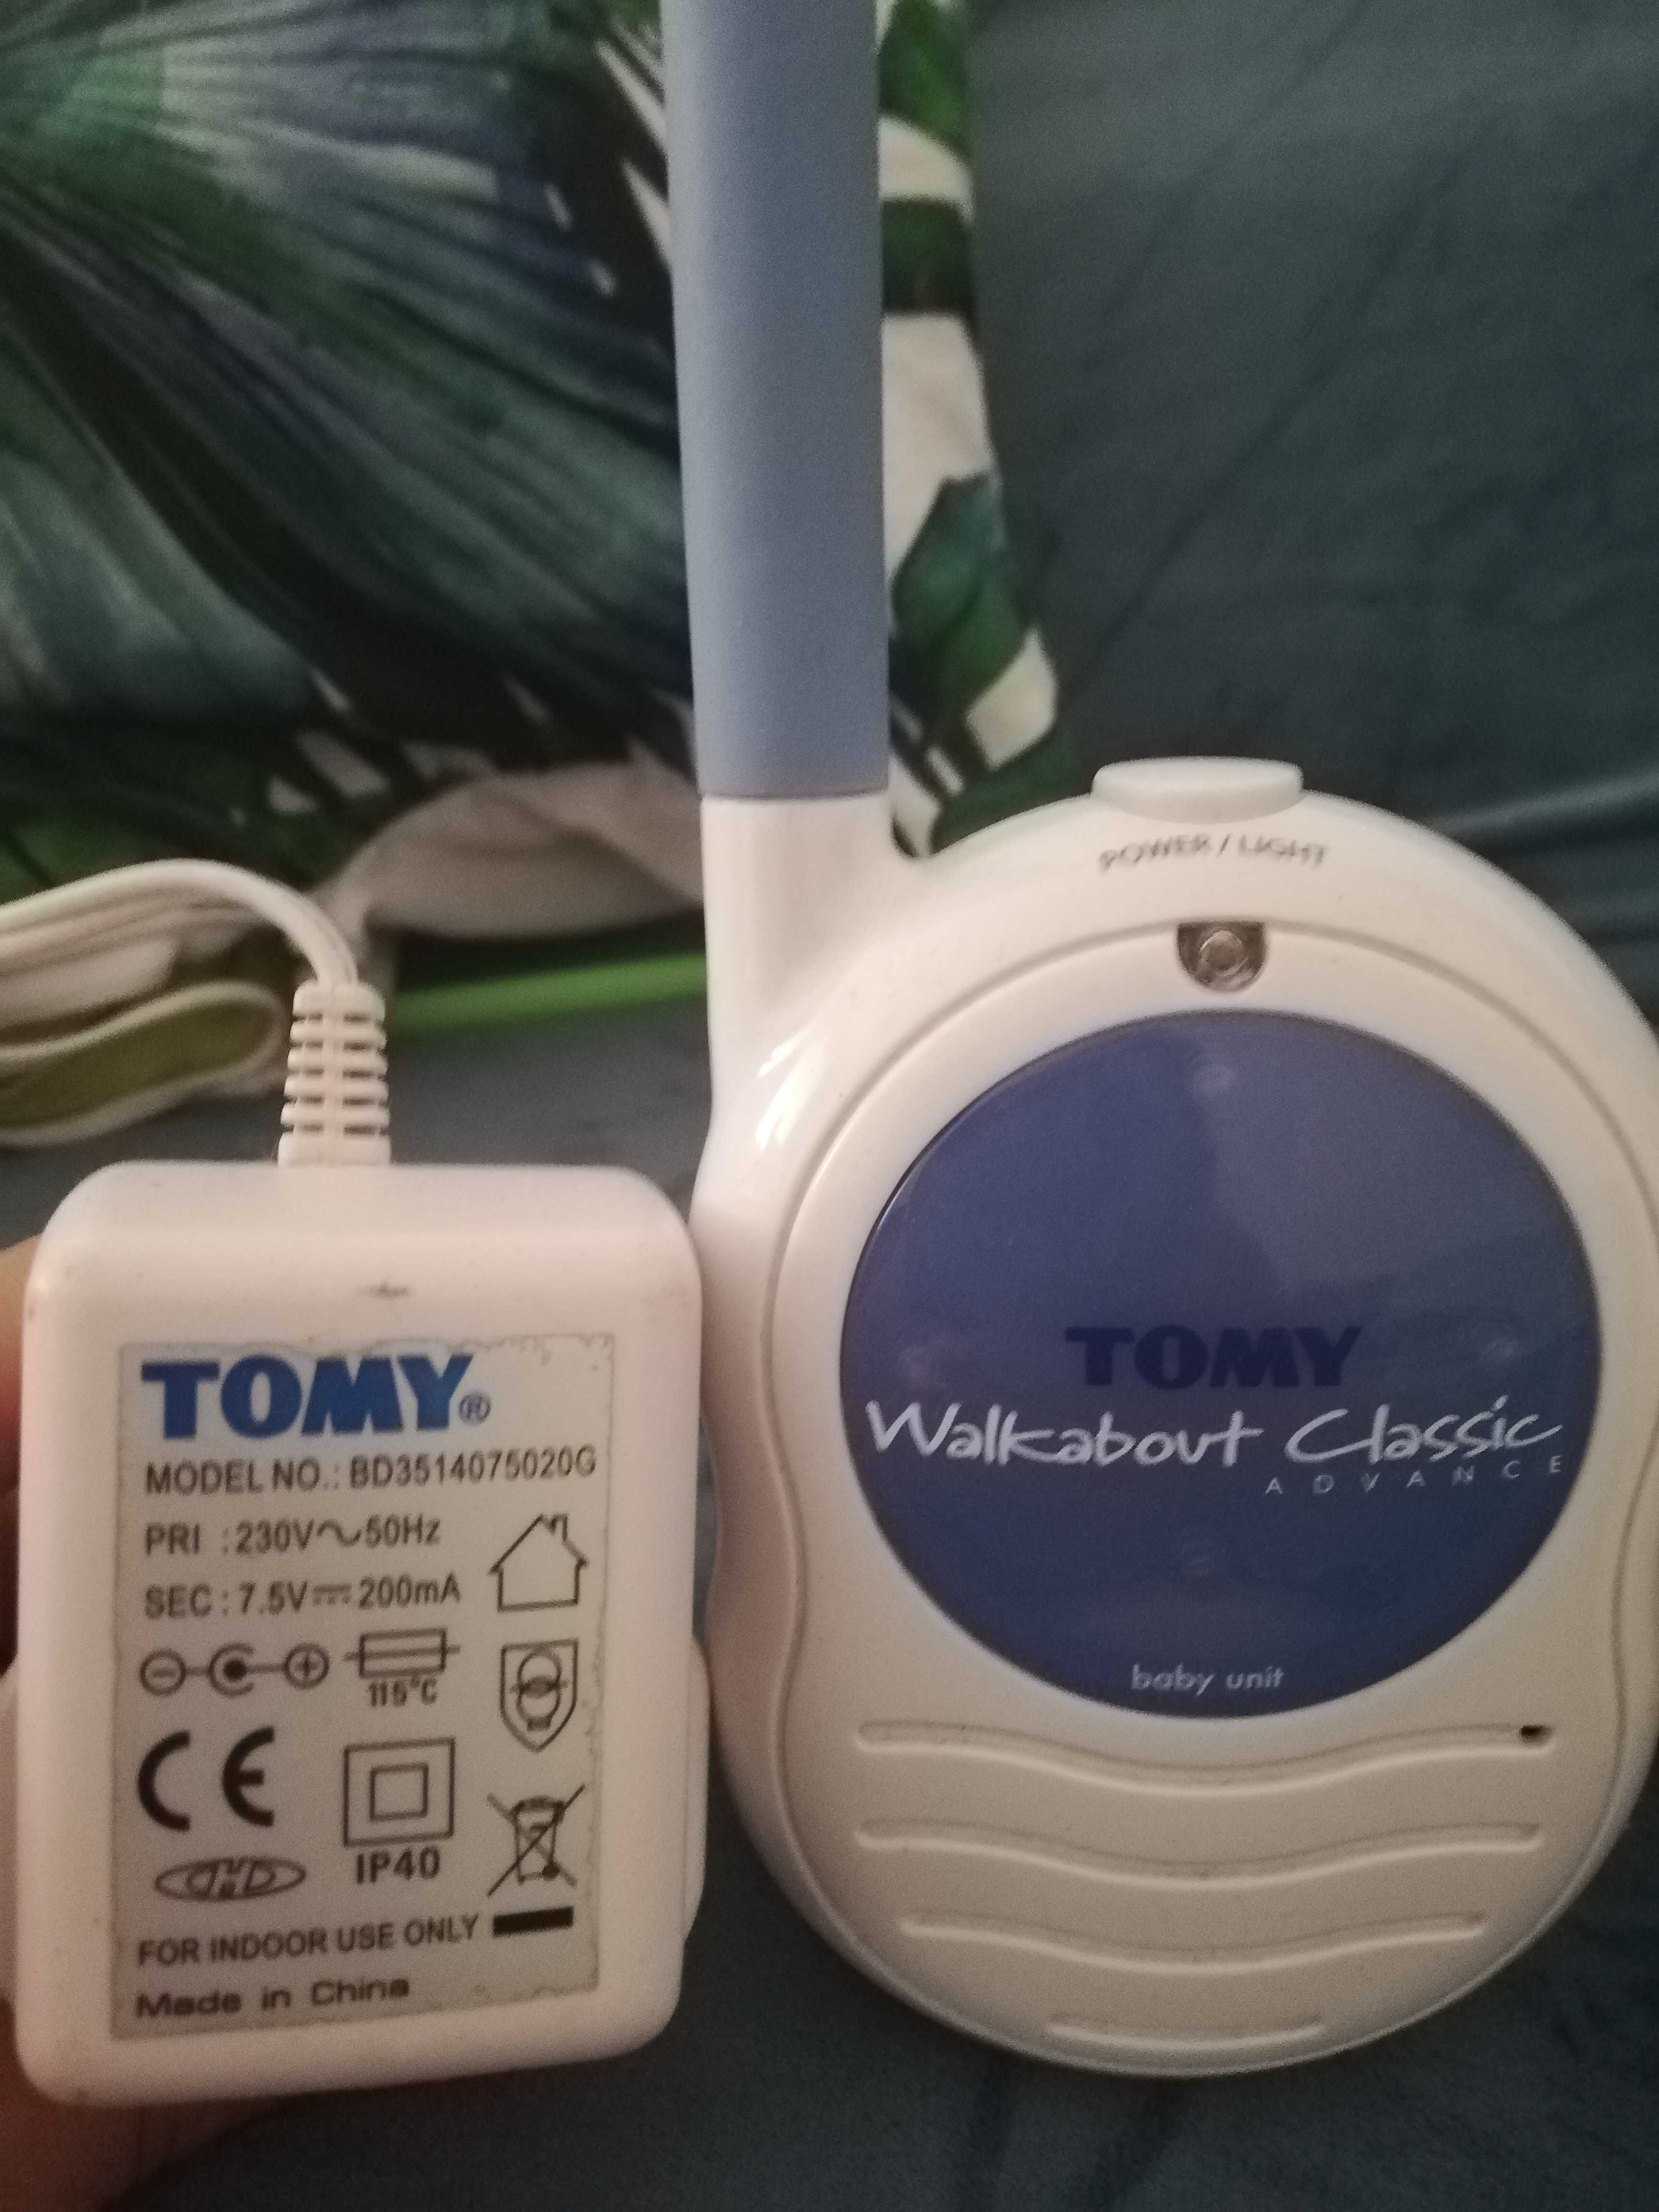 TOMY®
MODEL NO.: BD3514075020G
PRI : 230V~50Hz
SEC : 7.5V⎓200mA
115°C
CE
IP40
FOR INDOOR USE ONLY
Made in China
POWER / LIGHT
TOMY
Walkabout Classic
ADVANCE
baby unit